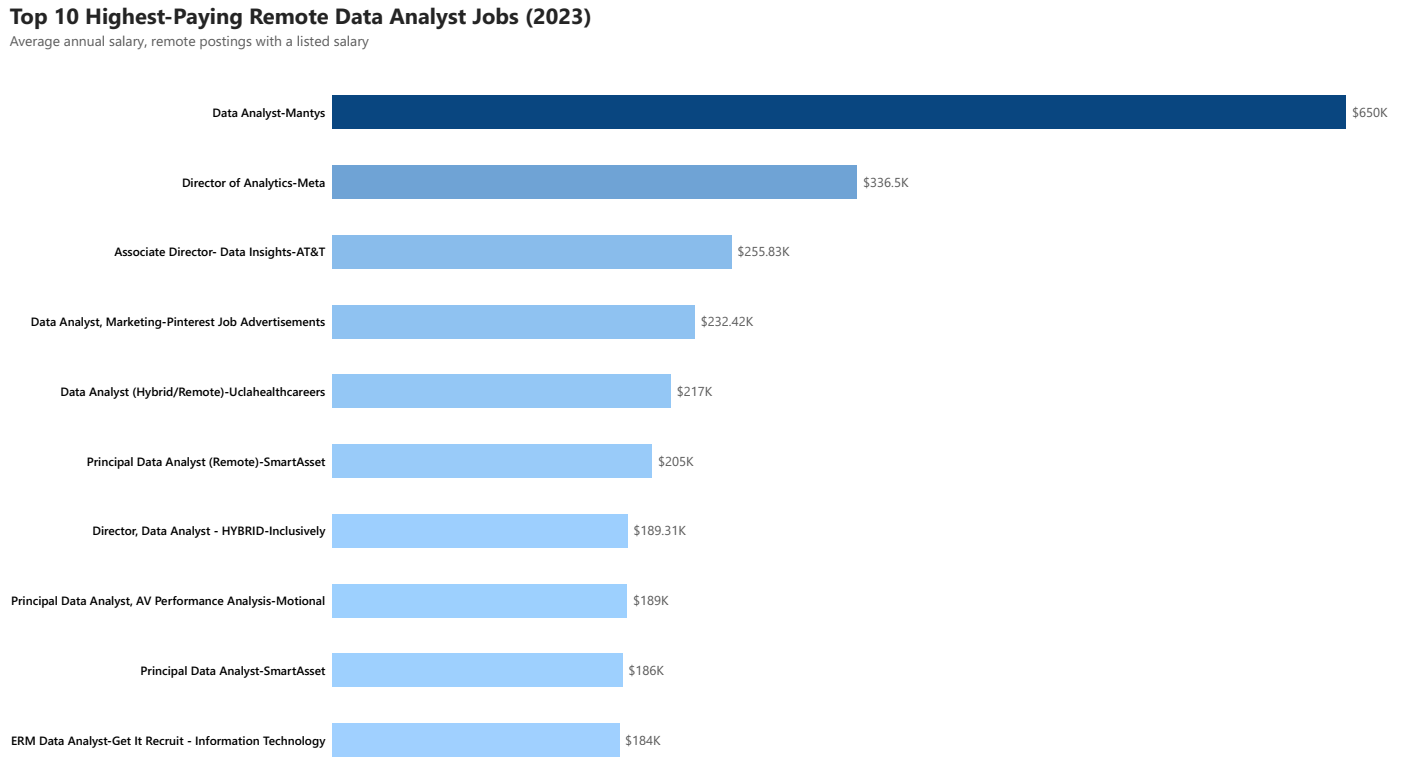 Top 10 Highest-Paying Remote Data Analyst Jobs (2023)
Average annual salary, remote postings with a listed salary
Data Analyst-Mantys $650K
Director of Analytics-Meta $336.5K
Associate Director- Data Insights-AT&T $255.83K
Data Analyst, Marketing-Pinterest Job Advertisements $232.42K
Data Analyst (Hybrid/Remote)-Uclahealthcareers $217K
Principal Data Analyst (Remote)-SmartAsset $205K
Director, Data Analyst - HYBRID-Inclusively $189.31K
Principal Data Analyst, AV Performance Analysis-Motional $189K
Principal Data Analyst-SmartAsset $186K
ERM Data Analyst-Get It Recruit - Information Technology $184K